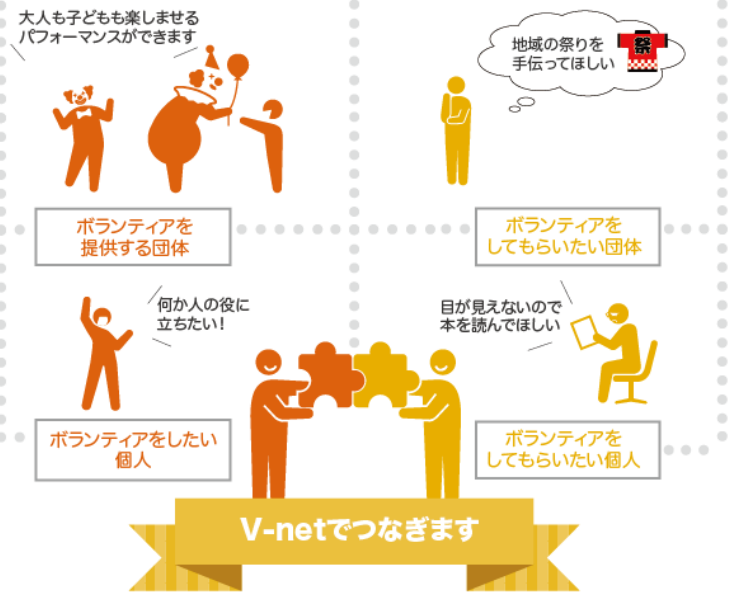 大人も子どもも楽しませる
パフォーマンスができます
地域の祭りを
手伝ってほしい
祭
ボランティアを
提供する団体
ボランティアを
してもらいたい団体
何か人の役に
立ちたい！
目が見えないので
本を読んでほしい
ボランティアをしたい
個人
ボランティアを
してもらいたい個人
V-netでつなぎます